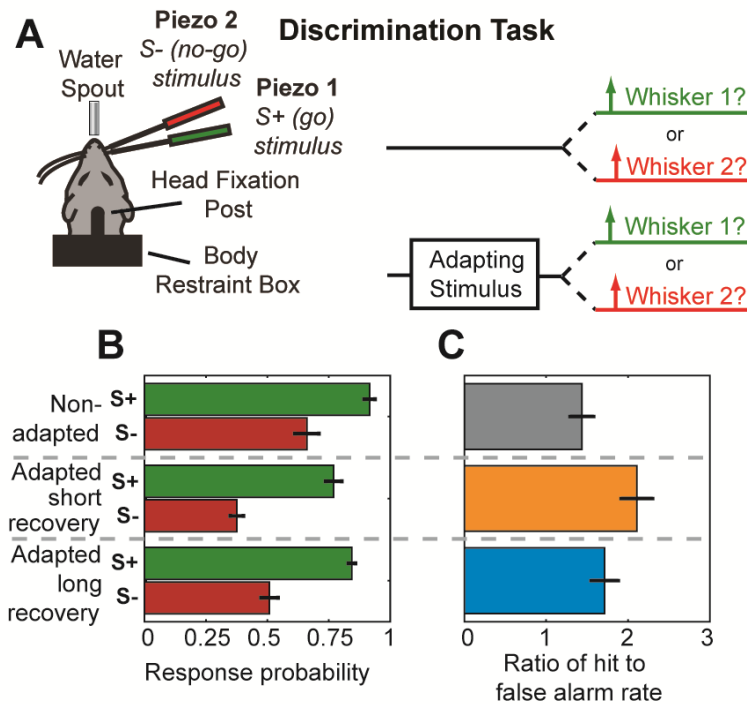 A
Discrimination Task
Piezo 2
S- (no-go)
stimulus
Water
Spout
Piezo 1
S+ (go)
stimulus
Head Fixation
Post
Body
Restraint Box
Whisker 1?
or
Whisker 2?
Adapting
Stimulus
Whisker 1?
or
Whisker 2?
B
Non-
adapted
S+
S-
Adapted
short
recovery
S+
S-
Adapted
long
recovery
S+
S-
0 0.25 0.5 0.75 1
Response probability
C
0 1 2 3
Ratio of hit to
false alarm rate